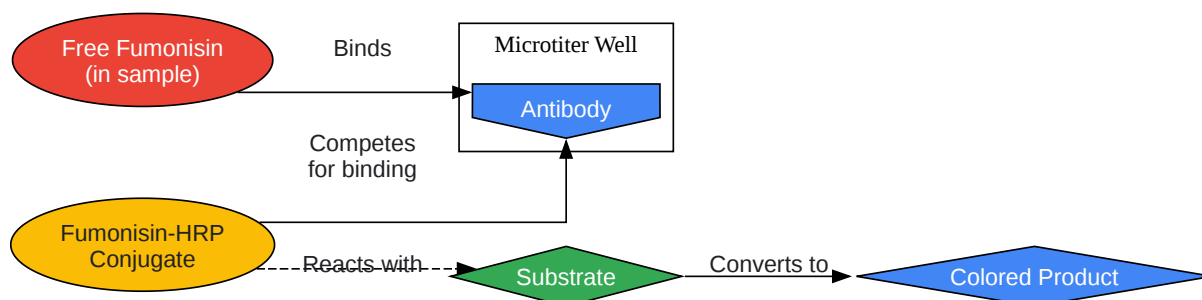 Free Fumonisin
(in sample)
Binds
Microtiter Well
Antibody
Competes
for binding
Fumonisin-HRP
Conjugate
Reacts with
Substrate
Converts to
Colored Product